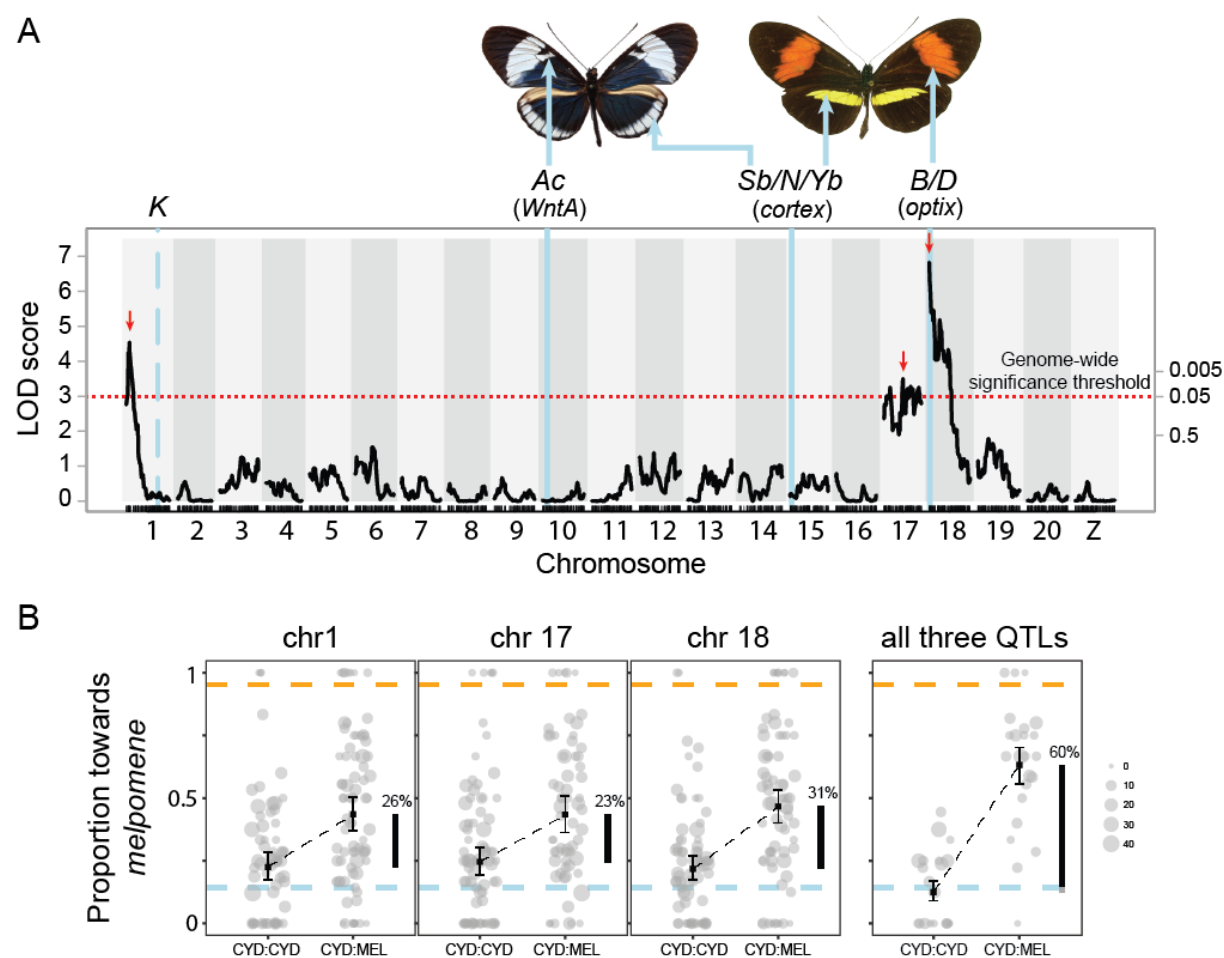 A
K
Ac
(WntA)
Sb/N/Yb
(cortex)
B/D
(optix)
LOD score
7
6
5
4
3
2
1
0
Genome-wide
significance threshold
0.005
0.05
0.5
1 2 3 4 5 6 7 8 9 10 11 12 13 14 15 16 17 18 19 20 Z
Chromosome
B
chr1 chr 17 chr 18 all three QTLs
Proportion towards
melpomene
1
0.5
0
26%
23%
31%
60%
0
10
20
30
40
CYD:CYD CYD:MEL CYD:CYD CYD:MEL CYD:CYD CYD:MEL CYD:CYD CYD:MEL